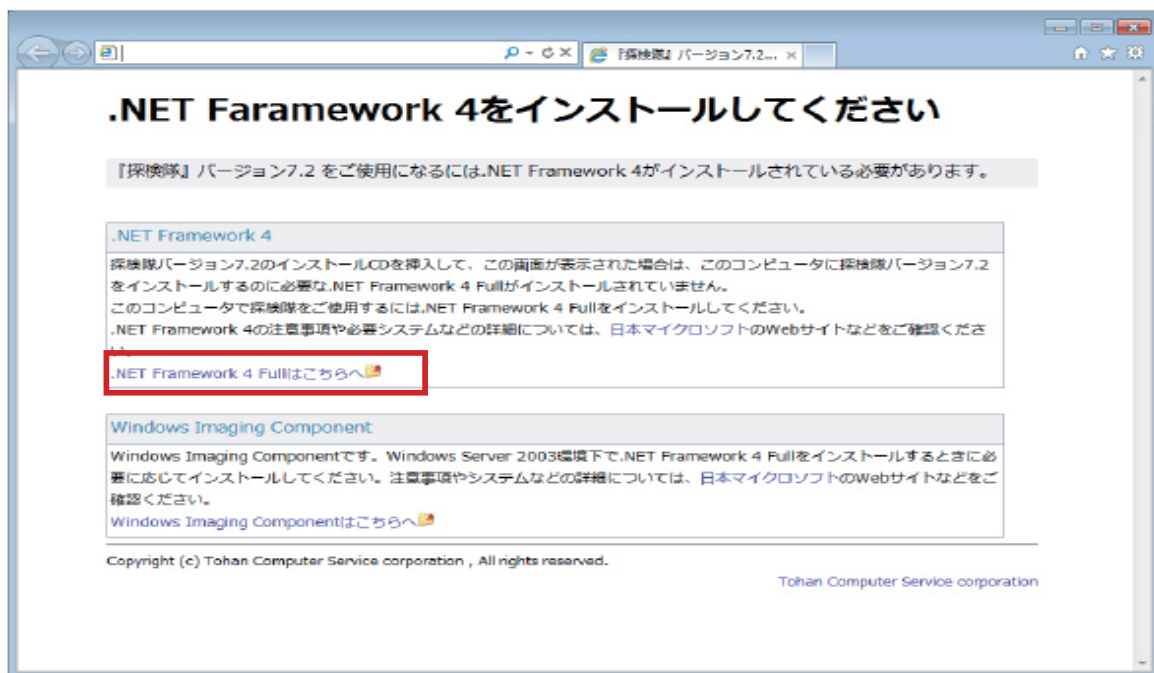 『探検隊』バージョン7.2...
.NET Faramework 4をインストールしてください
『探検隊』バージョン7.2 をご使用になるには.NET Framework 4がインストールされている必要があります。
.NET Framework 4
探検隊バージョン7.2のインストールCDを挿入して、この画面が表示された場合は、このコンピュータに探検隊バージョン7.2
をインストールするのに必要な.NET Framework 4 Fullがインストールされていません。
このコンピュータで探検隊をご使用するには.NET Framework 4 Fullをインストールしてください。
.NET Framework 4の注意事項や必要システムなどの詳細については、日本マイクロソフトのWebサイトなどをご確認くださ
い。
.NET Framework 4 Fullはこちらへ
Windows Imaging Component
Windows Imaging Componentです。Windows Server 2003環境下で.NET Framework 4 Fullをインストールするときに必
要に応じてインストールしてください。注意事項やシステムなどの詳細については、日本マイクロソフトのWebサイトなどをご
確認ください。
Windows Imaging Componentはこちらへ
Copyright (c) Tohan Computer Service corporation , All rights reserved.
Tohan Computer Service corporation